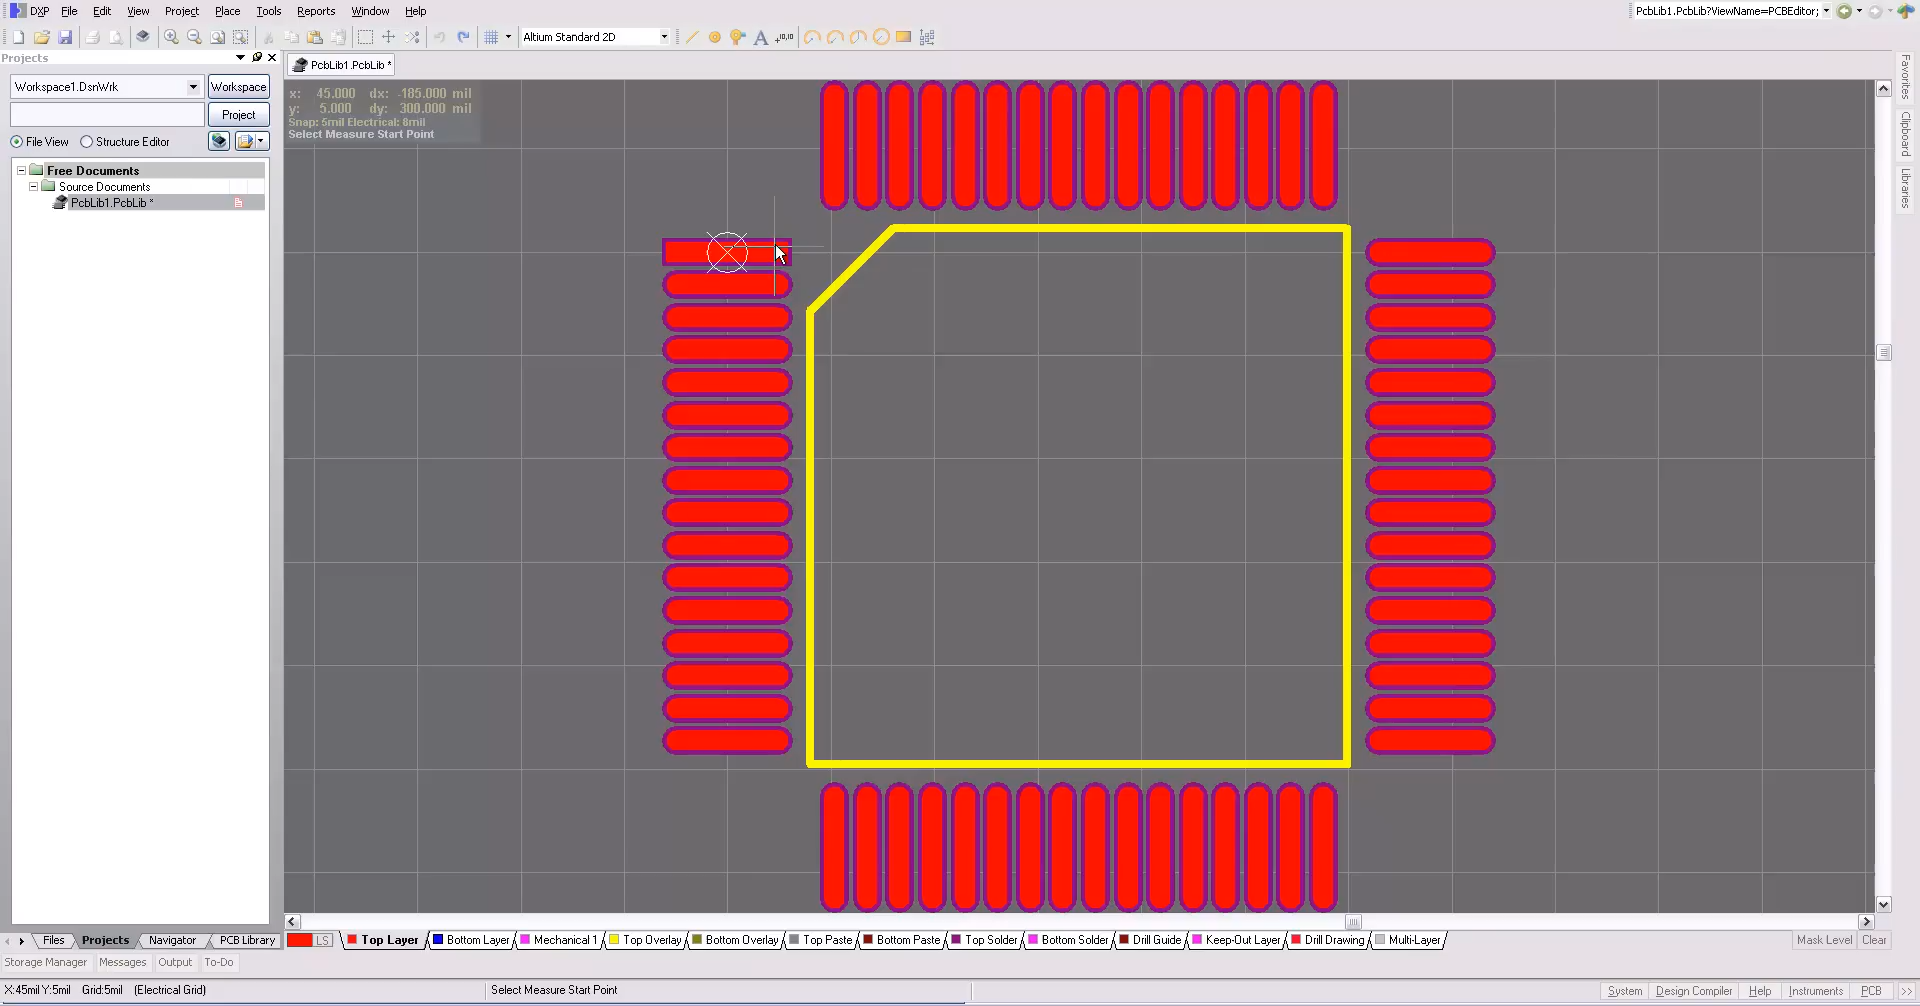 DXP File Edit View Project Place Tools Reports Window Help
PcbLib1.PcbLib?ViewName=PCBEditor;
Altium Standard 2D
+10,10
Projects
PcbLib1.PcbLib *
Workspace1.DsnWrk
Workspace
Project
File View
Structure Editor
Free Documents
Source Documents
PcbLib1.PcbLib *
x: 45.000 dx: -185.000 mil
y: 5.000 dy: 300.000 mil
Snap: 5mil Electrical: 8mil
Select Measure Start Point
Favorites
Clipboard
Libraries
Files Projects Navigator PCB Library
LS Top Layer Bottom Layer Mechanical 1 Top Overlay Bottom Overlay Top Paste Bottom Paste Top Solder Bottom Solder Drill Guide Keep-Out Layer Drill Drawing Multi-Layer
Mask Level Clear
Storage Manager Messages Output To-Do
X:45mil Y:5mil Grid:5mil (Electrical Grid)
Select Measure Start Point
System Design Compiler Help Instruments PCB >>